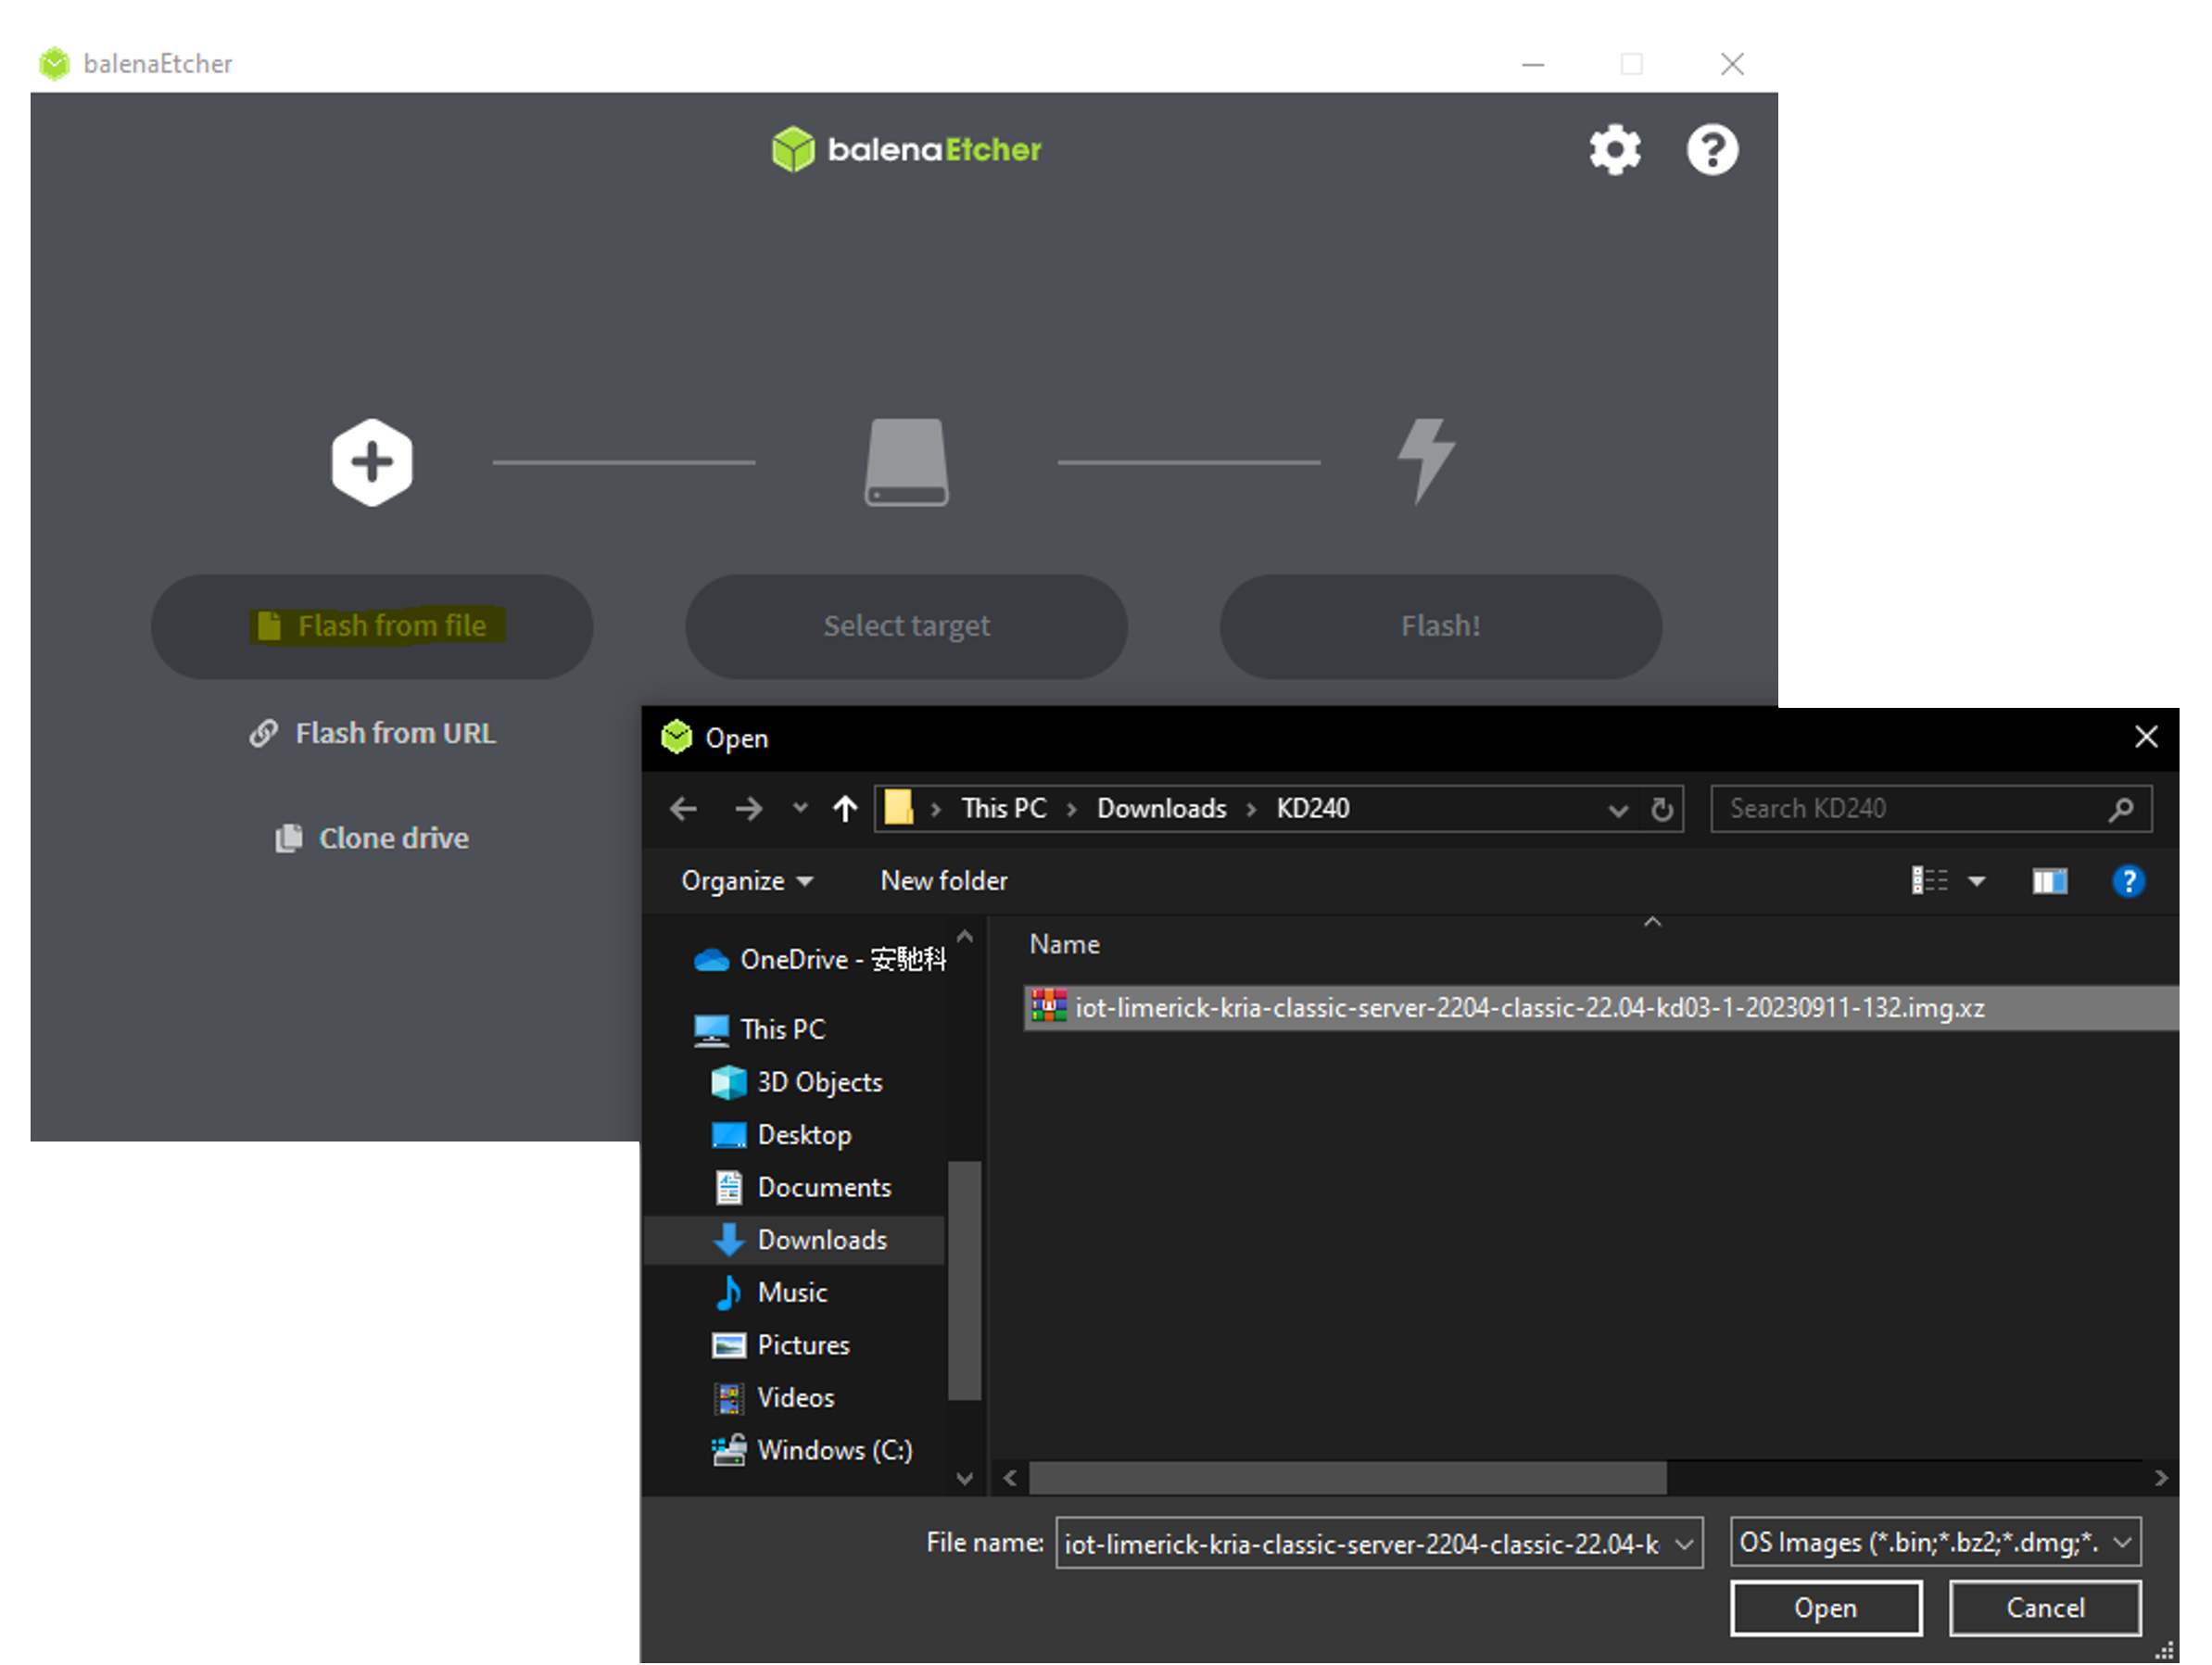 balenaEtcher
balenaEtcher
Flash from file
Select target
Flash!
Flash from URL
Clone drive
Open
This PC > Downloads > KD240
Search KD240
Organize
New folder
Name
OneDrive - 安馳科
iot-limerick-kria-classic-server-2204-classic-22.04-kd03-1-20230911-132.img.xz
This PC
3D Objects
Desktop
Documents
Downloads
Music
Pictures
Videos
Windows (C:)
File name:
iot-limerick-kria-classic-server-2204-classic-22.04-k
OS Images (*.bin;*.bz2;*.dmg;*.
Open
Cancel